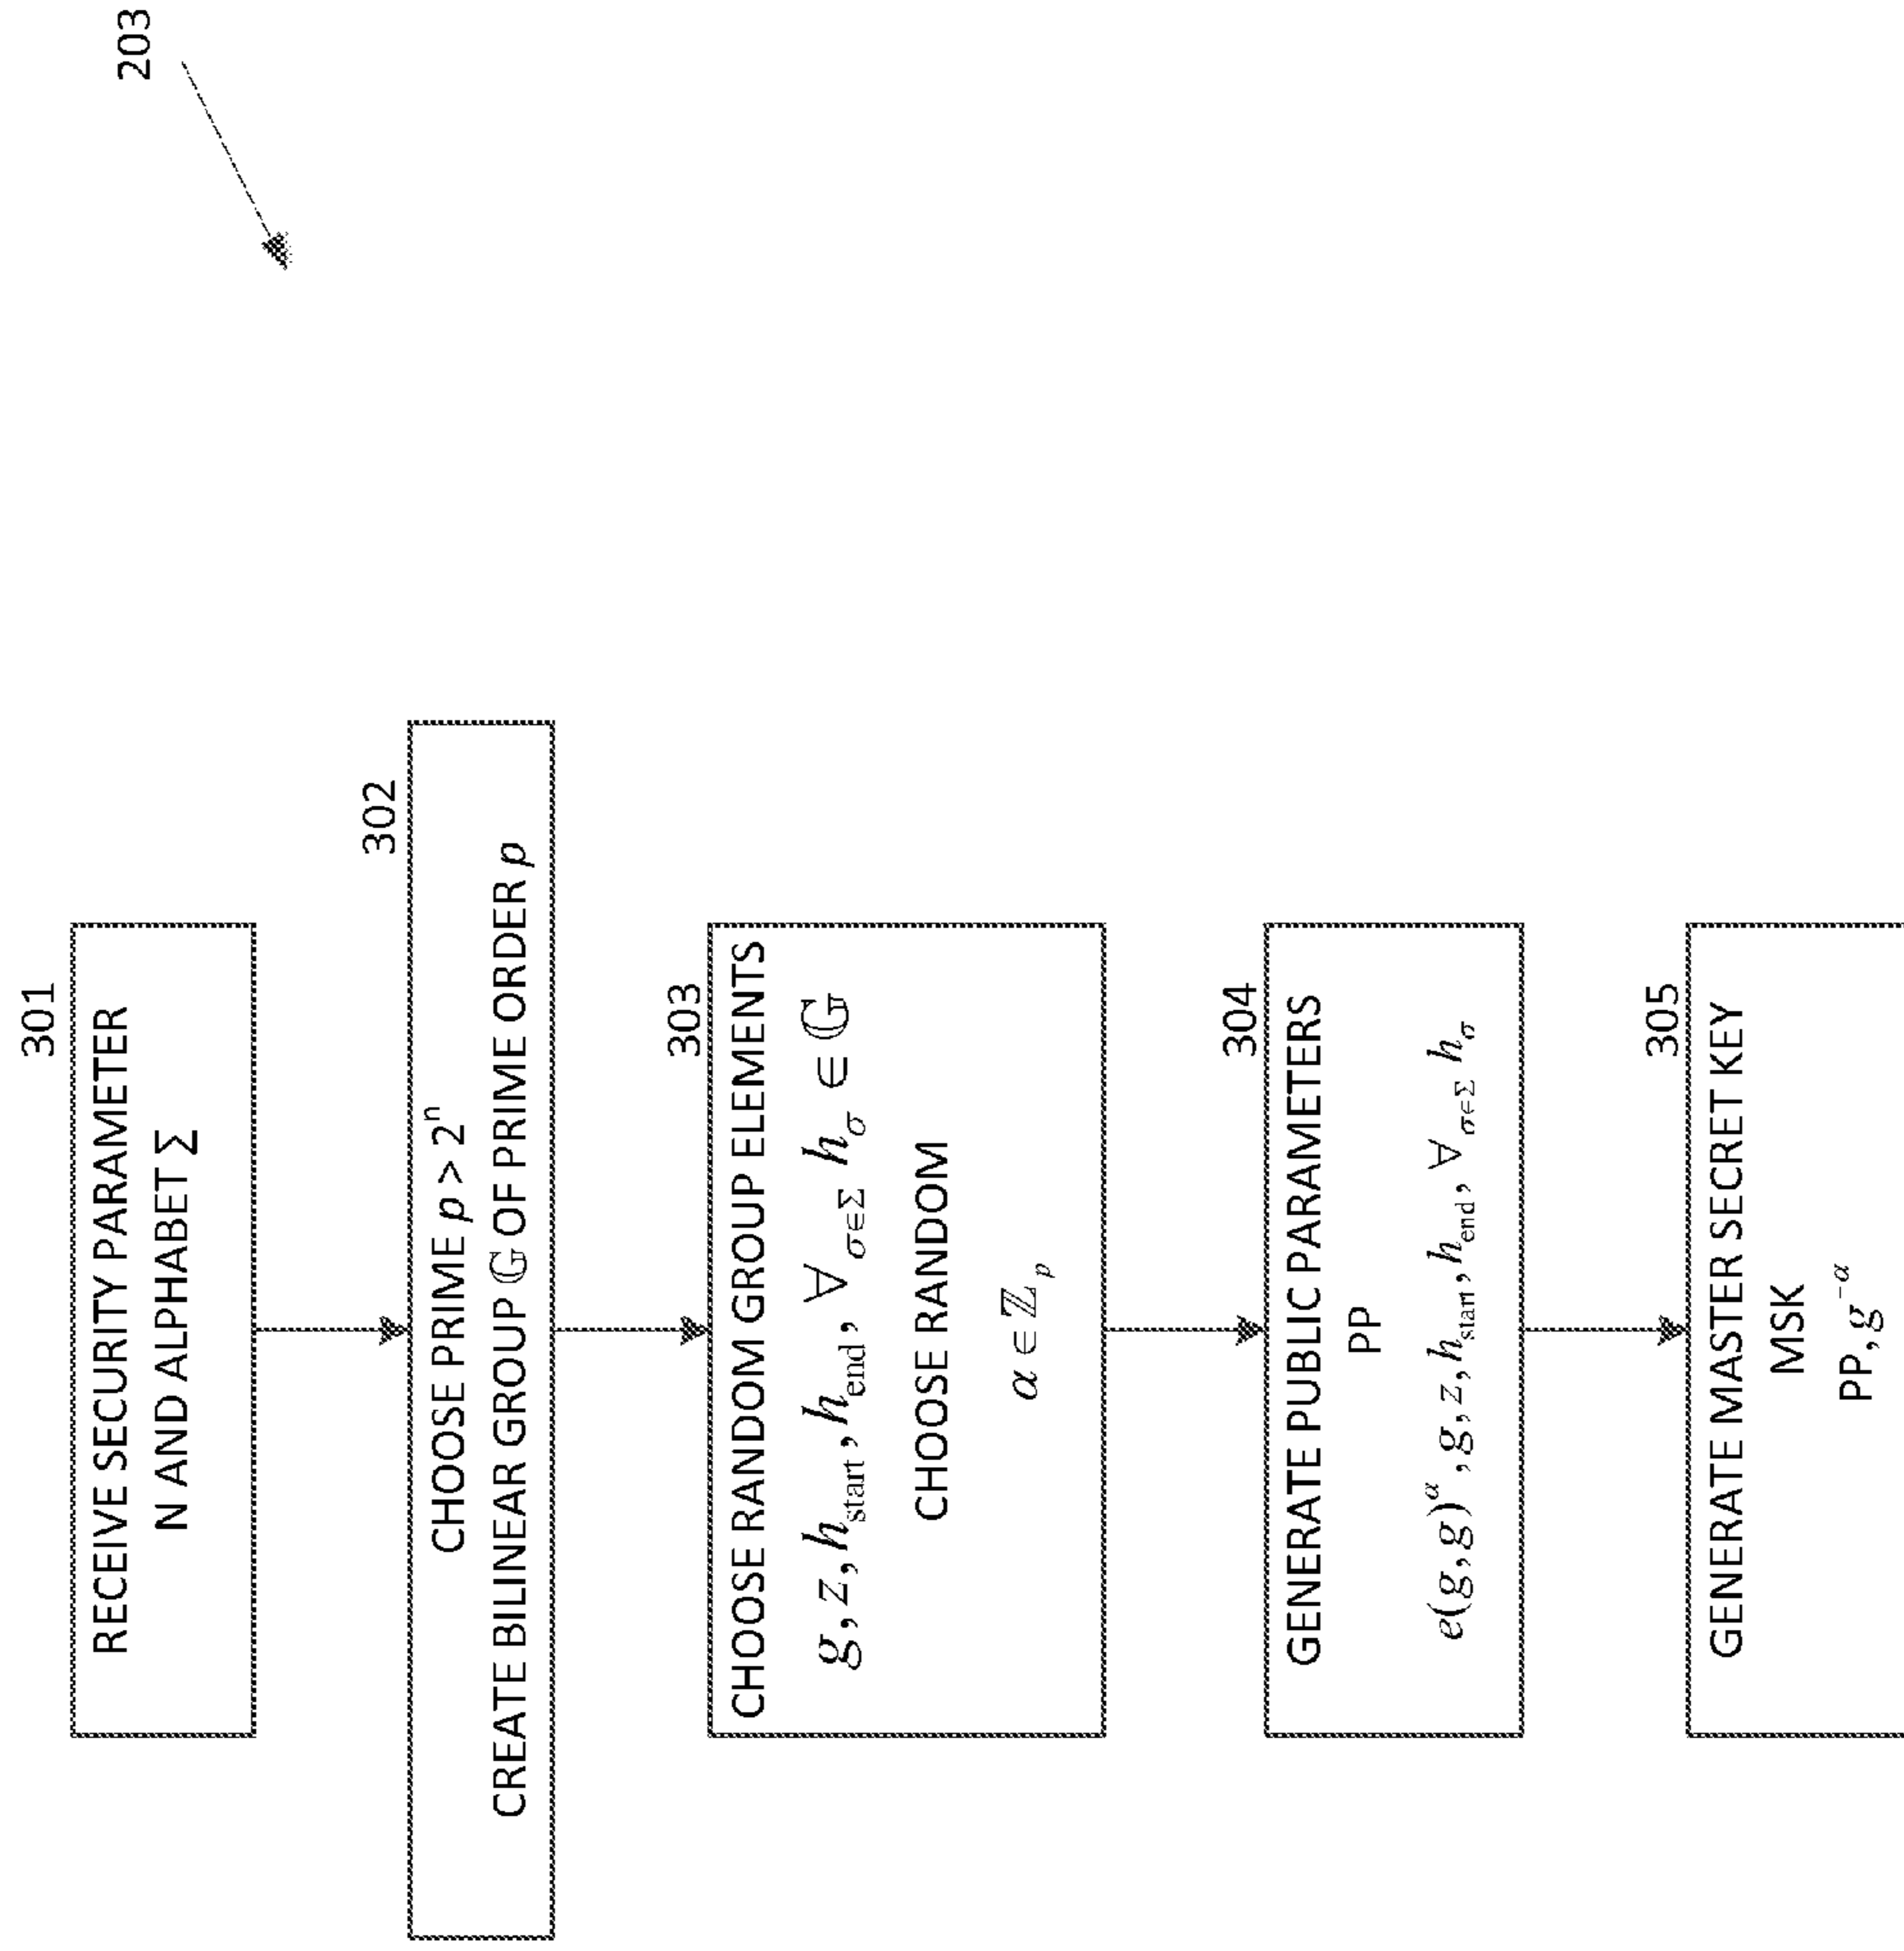 203
301
RECEIVE SECURITY PARAMETER
N AND ALPHABET Σ
302
CHOOSE PRIME p > 2ⁿ
CREATE BILINEAR GROUP 𝔾 OF PRIME ORDER p
303
CHOOSE RANDOM GROUP ELEMENTS
g, z, h_start, h_end, ∀_{σ∈Σ} h_σ ∈ 𝔾
CHOOSE RANDOM
α ∈ ℤ_p
304
GENERATE PUBLIC PARAMETERS
PP
e(g,g)^α, g, z, h_start, h_end, ∀_{σ∈Σ} h_σ
305
GENERATE MASTER SECRET KEY
MSK
PP, g^{-α}